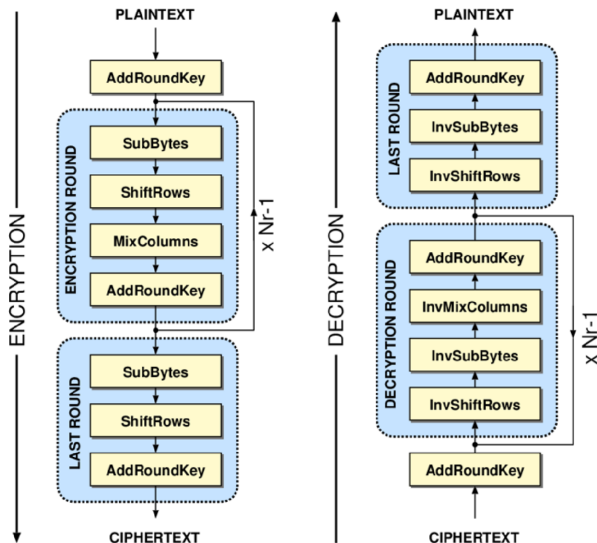 PLAINTEXT
AddRoundKey
ENCRYPTION ROUND
SubBytes
ShiftRows
MixColumns
AddRoundKey
x Nr-1
ENCRYPTION
LAST ROUND
SubBytes
ShiftRows
AddRoundKey
CIPHERTEXT
PLAINTEXT
LAST ROUND
AddRoundKey
InvSubBytes
InvShiftRows
DECRYPTION
DECRYPTION ROUND
AddRoundKey
InvMixColumns
InvSubBytes
InvShiftRows
x Nr-1
AddRoundKey
CIPHERTEXT